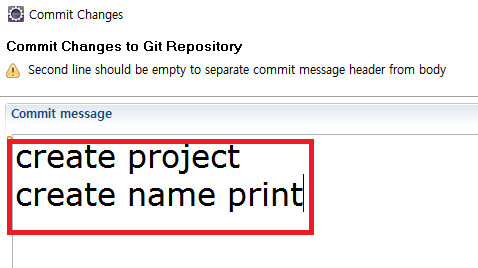 Commit Changes
Commit Changes to Git Repository
Second line should be empty to separate commit message header from body
Commit message
create project
create name print